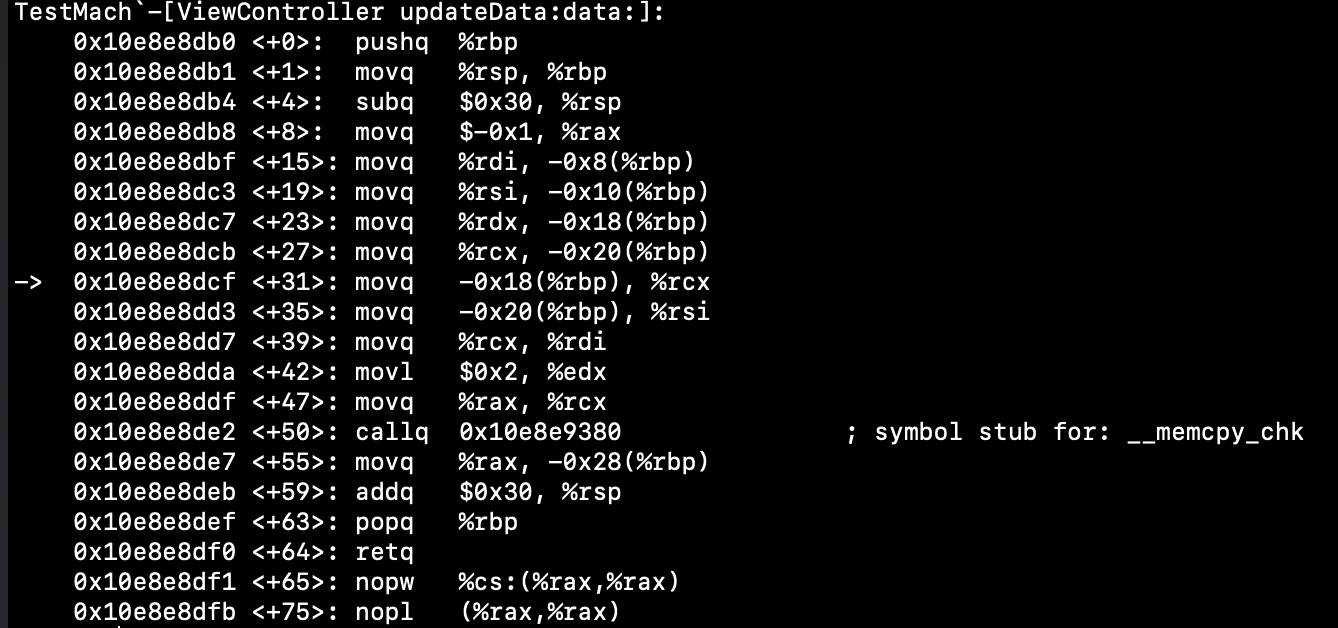 TestMach`-[ViewController updateData:data:]:
0x10e8e8db0 <+0>: pushq %rbp
0x10e8e8db1 <+1>: movq %rsp, %rbp
0x10e8e8db4 <+4>: subq $0x30, %rsp
0x10e8e8db8 <+8>: movq $-0x1, %rax
0x10e8e8dbf <+15>: movq %rdi, -0x8(%rbp)
0x10e8e8dc3 <+19>: movq %rsi, -0x10(%rbp)
0x10e8e8dc7 <+23>: movq %rdx, -0x18(%rbp)
0x10e8e8dcb <+27>: movq %rcx, -0x20(%rbp)
-> 0x10e8e8dcf <+31>: movq -0x18(%rbp), %rcx
0x10e8e8dd3 <+35>: movq -0x20(%rbp), %rsi
0x10e8e8dd7 <+39>: movq %rcx, %rdi
0x10e8e8dda <+42>: movl $0x2, %edx
0x10e8e8ddf <+47>: movq %rax, %rcx
0x10e8e8de2 <+50>: callq 0x10e8e9380 ; symbol stub for: __memcpy_chk
0x10e8e8de7 <+55>: movq %rax, -0x28(%rbp)
0x10e8e8deb <+59>: addq $0x30, %rsp
0x10e8e8def <+63>: popq %rbp
0x10e8e8df0 <+64>: retq
0x10e8e8df1 <+65>: nopw %cs:(%rax,%rax)
0x10e8e8dfb <+75>: nopl (%rax,%rax)